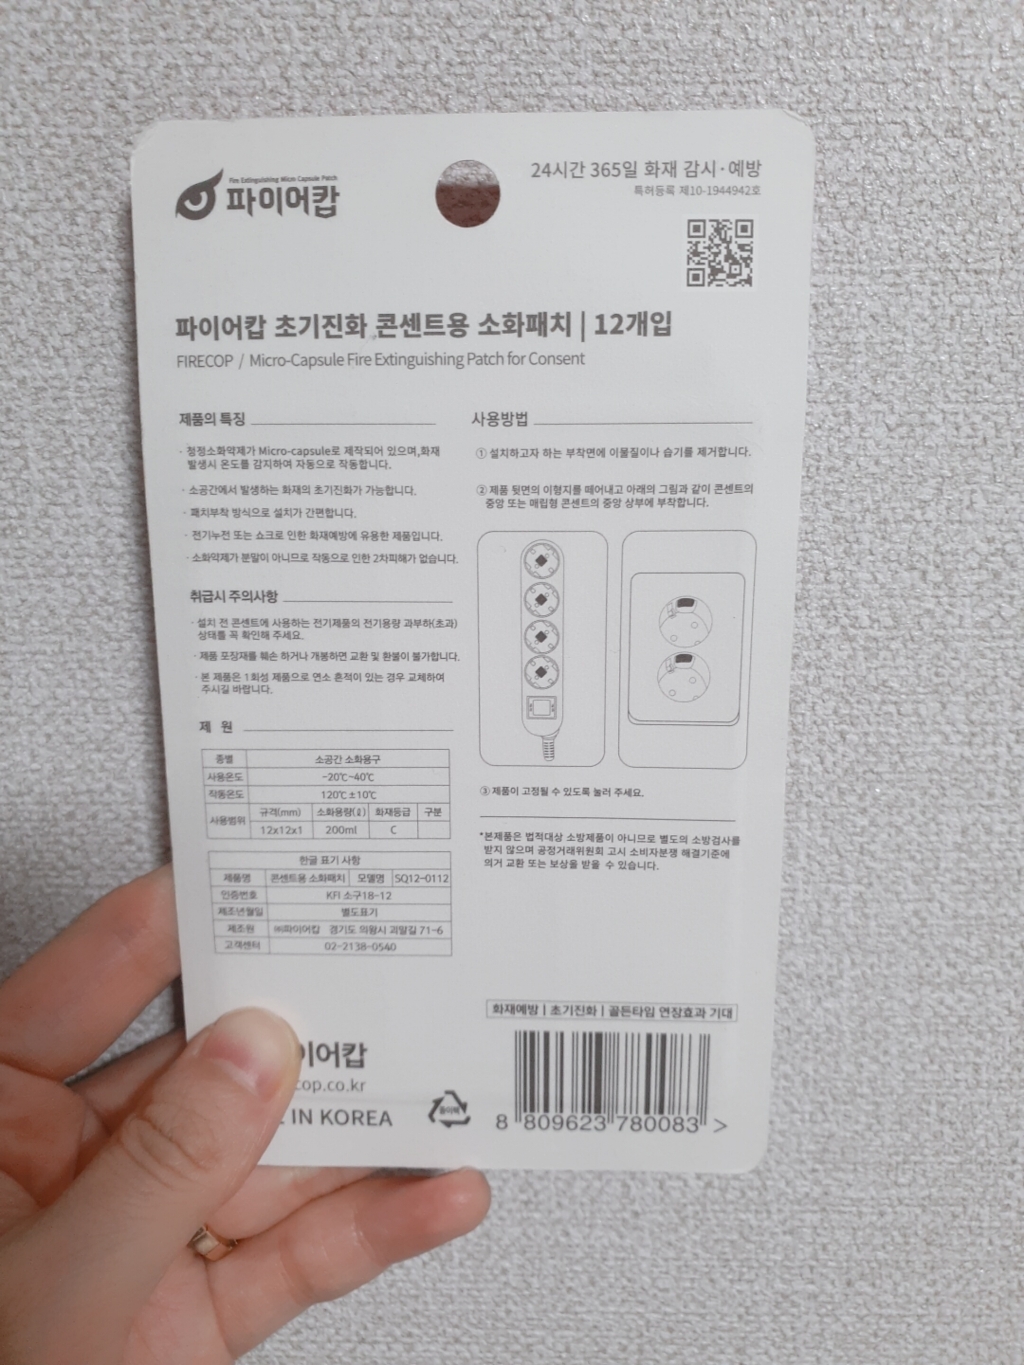 Fire Extinguishing Micro Capsule Patch
파이어캅
24시간 365일 화재 감시·예방
특허등록 제10-1944942호
파이어캅 초기진화 콘센트용 소화패치 | 12개입
FIRECOP / Micro-Capsule Fire Extinguishing Patch for Consent
제품의 특징
· 청정소화약제가 Micro-capsule로 제작되어 있으며,화재
발생시 온도를 감지하여 자동으로 작동합니다.
· 소공간에서 발생하는 화재의 초기진화가 가능합니다.
· 패치부착 방식으로 설치가 간편합니다.
· 전기누전 또는 쇼크로 인한 화재예방에 유용한 제품입니다.
· 소화약제가 분말이 아니므로 작동으로 인한 2차피해가 없습니다.
취급시 주의사항
· 설치 전 콘센트에 사용하는 전기제품의 전기용량 과부하(초과)
상태를 꼭 확인해 주세요.
· 제품 포장재를 훼손 하거나 개봉하면 교환 및 환불이 불가합니다.
· 본 제품은 1회성 제품으로 연소 흔적이 있는 경우 교체하여
주시길 바랍니다.
제 원
종별 소공간 소화용구
사용온도 -20℃~40℃
작동온도 120℃±10℃
사용범위 규격(mm) 소화용량(ℓ) 화재등급 구분
12x12x1 200ml C
한글 표기 사항
제품명 콘센트용 소화패치 모델명 SQ12-0112
인증번호 KFI 소구18-12
제조년월일 별도표기
제조원 ㈜파이어캅 경기도 의왕시 괴말길 71-6
고객센터 02-2138-0540
사용방법
① 설치하고자 하는 부착면에 이물질이나 습기를 제거합니다.
② 제품 뒷면의 이형지를 떼어내고 아래의 그림과 같이 콘센트의
중앙 또는 매립형 콘센트의 중앙 상부에 부착합니다.
③ 제품이 고정될 수 있도록 눌러 주세요.
*본제품은 법적대상 소방제품이 아니므로 별도의 소방검사를
받지 않으며 공정거래위원회 고시 소비자분쟁 해결기준에
의거 교환 또는 보상을 받을 수 있습니다.
화재예방 | 초기진화 | 골든타임 연장효과 기대
이어캅
cop.co.kr
IN KOREA
종이팩
8 809623 780083 >